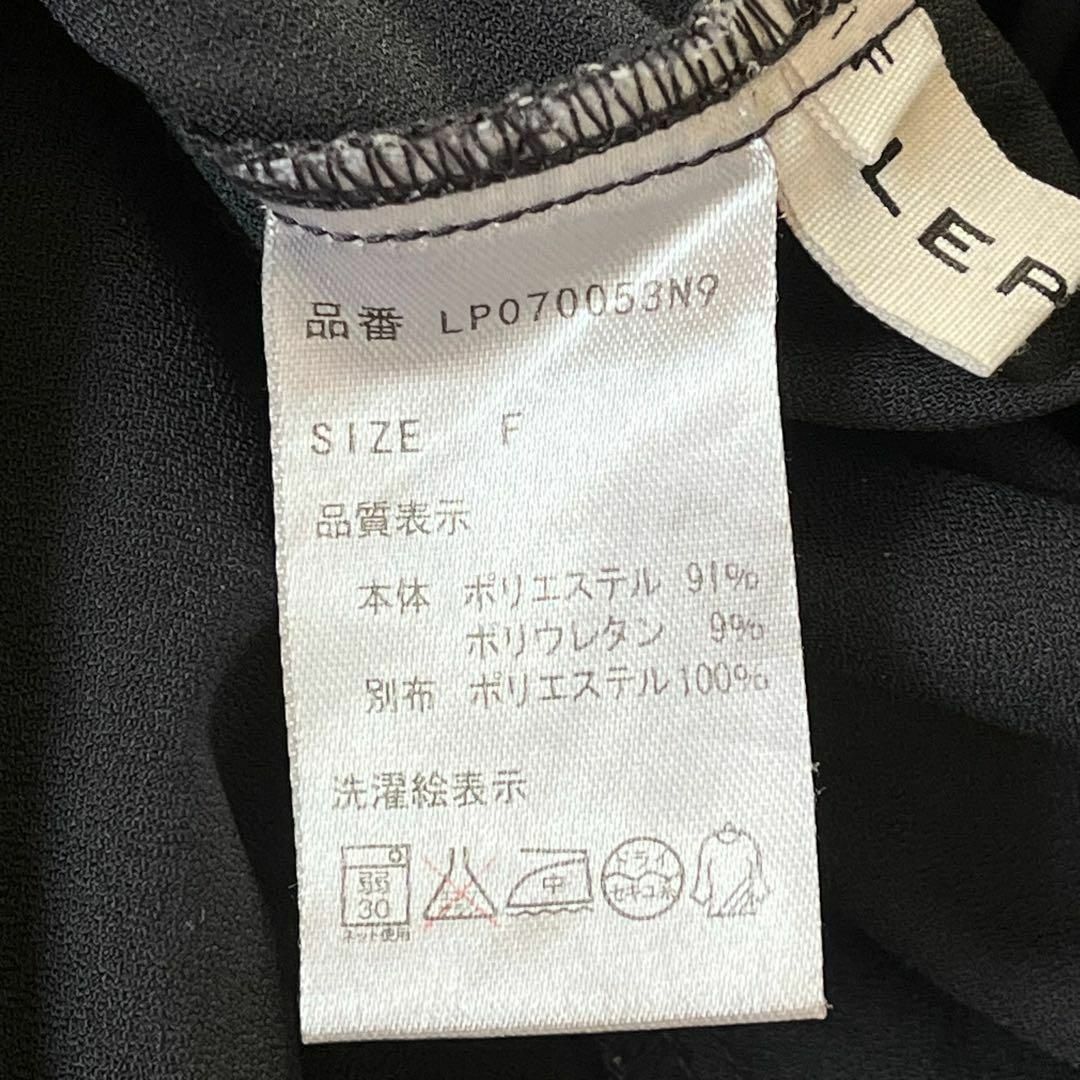 LEP
品番 LP070053N9
SIZE F
品質表示
本体 ポリエステル 91%
ポリウレタン 9%
別布 ポリエステル100%
洗濯絵表示
弱
30
ネット使用
中
ドライ
セキユ系